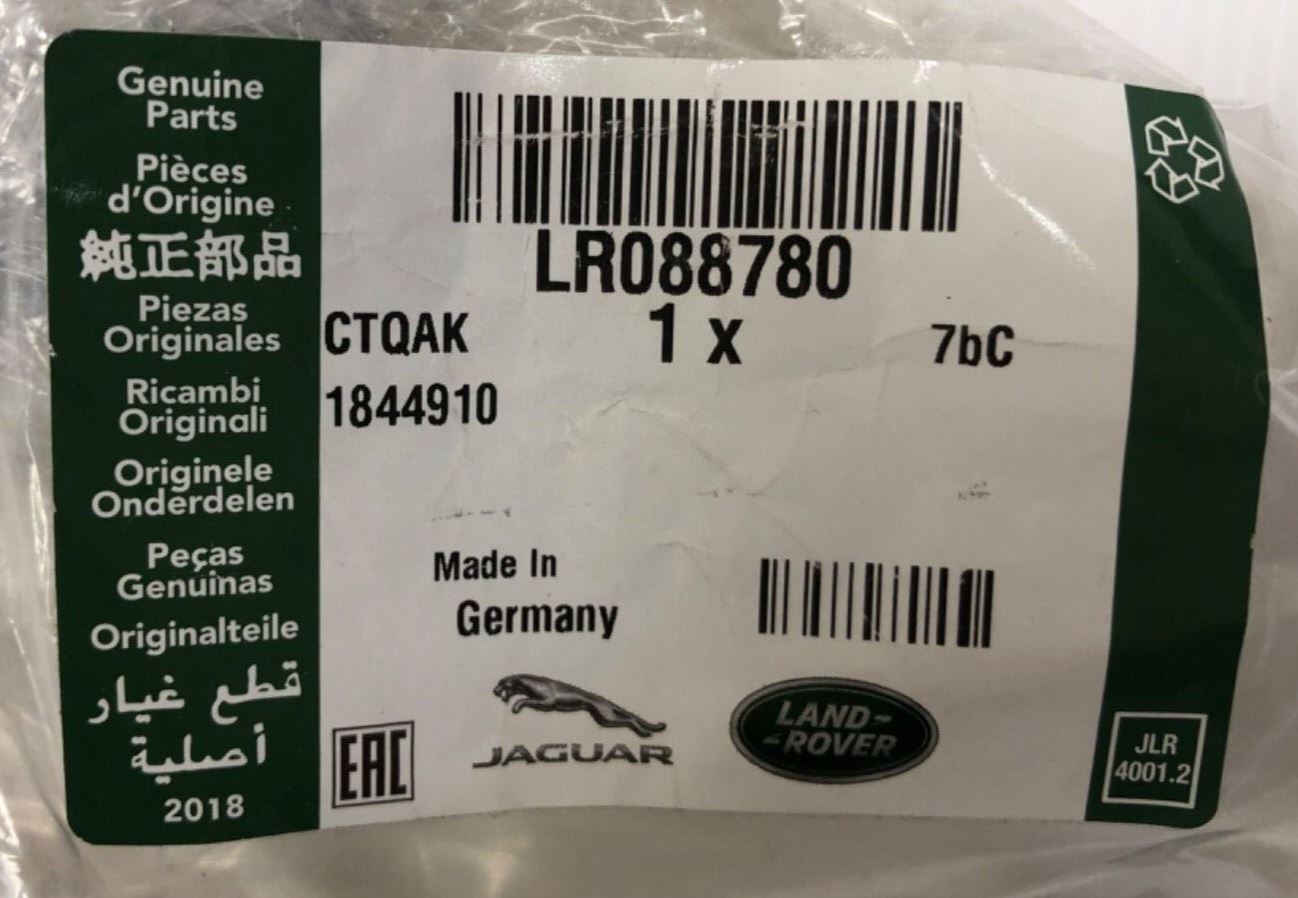 Genuine
Parts
Pièces
d'Origine
純正部品
Piezas
Originales
Ricambi
Originali
Originele
Onderdelen
Peças
Genuínas
Originalteile
قطع غيار
أصلية
2018
LR088780
CTQAK
1 x
7bC
1844910
Made In
Germany
EAC
JAGUAR
LAND-
-ROVER
JLR
4001.2